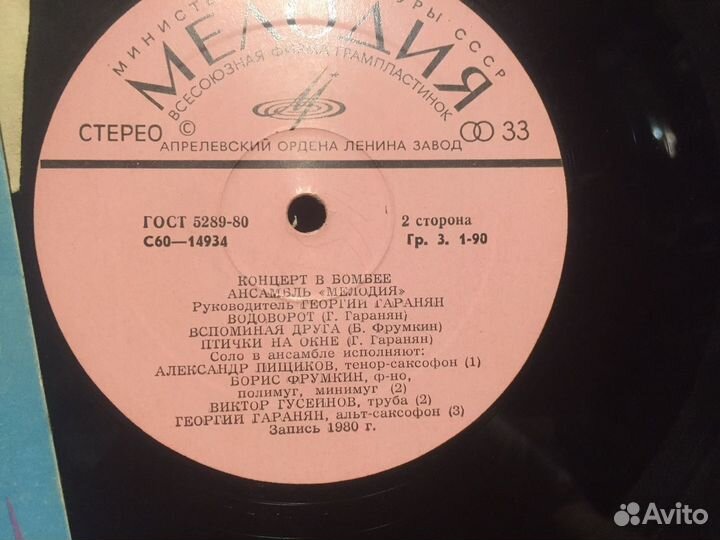 МИНИСТЕРСТВО КУЛЬТУРЫ СССР
МЕЛОДИЯ
ВСЕСОЮЗНАЯ ФИРМА ГРАМПЛАСТИНОК
СТЕРЕО © 33
АПРЕЛЕВСКИЙ ОРДЕНА ЛЕНИНА ЗАВОД
ГОСТ 5289-80 2 сторона
С60—14934 Гр. 3. 1-90
КОНЦЕРТ В БОМБЕЕ
АНСАМБЛЬ «МЕЛОДИЯ»
Руководитель ГЕОРГИЙ ГАРАНЯН
ВОДОВОРОТ (Г. Гаранян)
ВСПОМИНАЯ ДРУГА (Б. Фрумкин)
ПТИЧКИ НА ОКНЕ (Г. Гаранян)
Соло в ансамбле исполняют:
АЛЕКСАНДР ПИЩИКОВ, тенор-саксофон (1)
БОРИС ФРУМКИН, ф-но,
полимуг, минимуг (2)
ВИКТОР ГУСЕЙНОВ, труба (2)
ГЕОРГИЙ ГАРАНЯН, альт-саксофон (3)
Запись 1980 г.
Avito